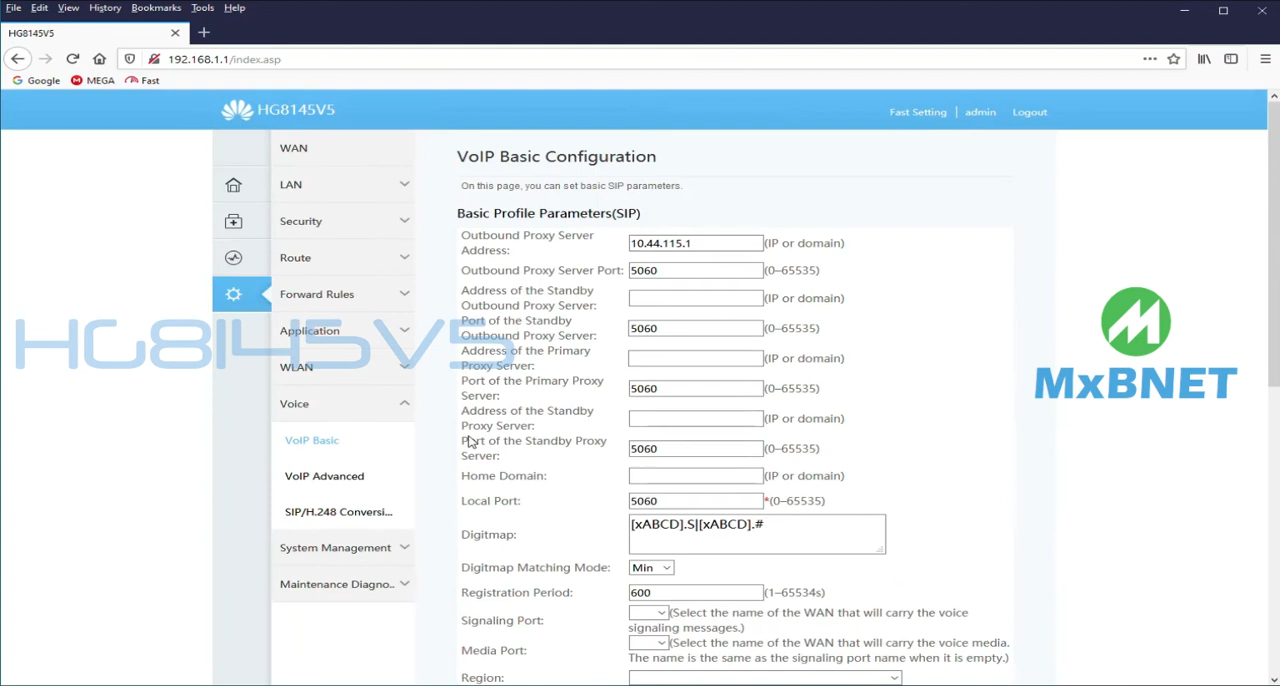 File Edit View History Bookmarks Tools Help
HG8145V5
192.168.1.1/index.asp
Google MEGA Fast
HG8145V5
Fast Setting | admin Logout
WAN
LAN
Security
Route
Forward Rules
Application
WLAN
Voice
VoIP Basic
VoIP Advanced
SIP/H.248 Conversi...
System Management
Maintenance Diagno...
VoIP Basic Configuration
On this page, you can set basic SIP parameters.
Basic Profile Parameters(SIP)
Outbound Proxy Server
Address: 10.44.115.1 (IP or domain)
Outbound Proxy Server Port: 5060 (0–65535)
Address of the Standby
Outbound Proxy Server: (IP or domain)
Port of the Standby
Outbound Proxy Server: 5060 (0–65535)
Address of the Primary
Proxy Server: (IP or domain)
Port of the Primary Proxy
Server: 5060 (0–65535)
Address of the Standby
Proxy Server: (IP or domain)
Port of the Standby Proxy
Server: 5060 (0–65535)
Home Domain: (IP or domain)
Local Port: 5060 *(0–65535)
Digitmap: [xABCD].S|[xABCD].#
Digitmap Matching Mode: Min
Registration Period: 600 (1–65534s)
Signaling Port: (Select the name of the WAN that will carry the voice
signaling messages.)
Media Port: (Select the name of the WAN that will carry the voice media.
The name is the same as the signaling port name when it is empty.)
Region:
HG8145V5
MxBNET